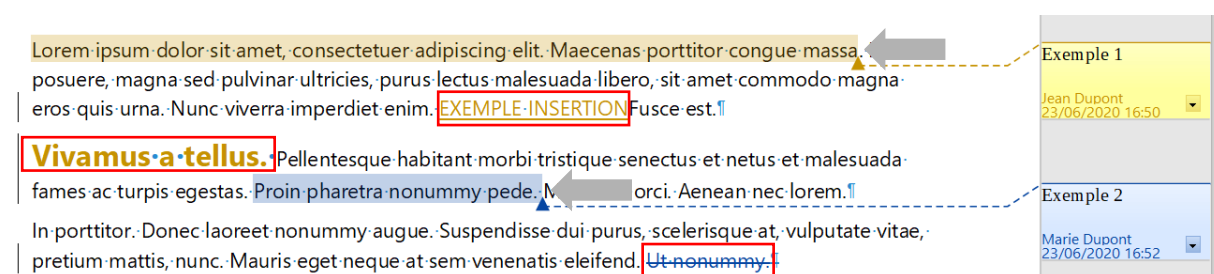 Lorem ipsum dolor sit amet, consectetuer adipiscing elit. Maecenas porttitor congue massa.
posuere, magna sed pulvinar ultricies, purus lectus malesuada libero, sit amet commodo magna
eros quis urna. Nunc viverra imperdiet enim. EXEMPLE INSERTIONFusce est.¶
Vivamus a tellus. Pellentesque habitant morbi tristique senectus et netus et malesuada
fames ac turpis egestas. Proin pharetra nonummy pede. orci. Aenean nec lorem.¶
In porttitor. Donec laoreet nonummy augue. Suspendisse dui purus, scelerisque at, vulputate vitae,
pretium mattis, nunc. Mauris eget neque at sem venenatis eleifend. Ut nonummy.¶
Exemple 1
Jean Dupont
23/06/2020 16:50
Exemple 2
Marie Dupont
23/06/2020 16:52